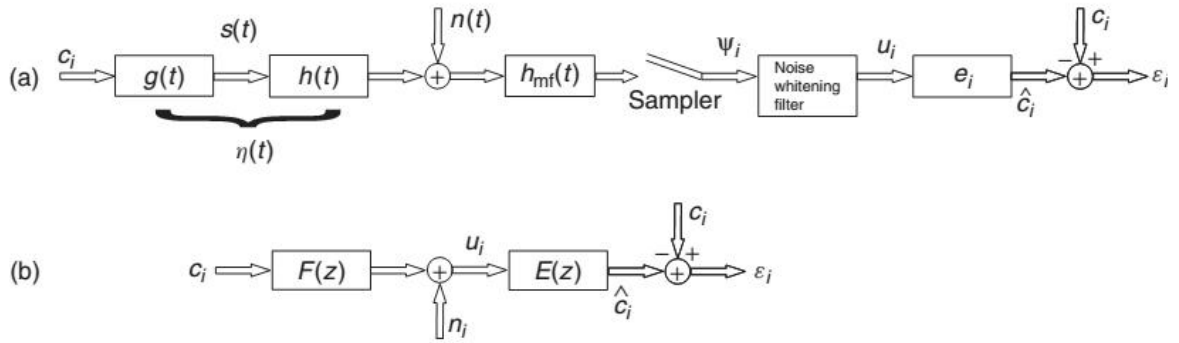 (a)
c_i
g(t)
s(t)
h(t)
η(t)
n(t)
+
h_mf(t)
Sampler
Ψ_i
Noise
whitening
filter
u_i
e_i
ĉ_i
c_i
− +
+
ε_i
(b)
c_i
F(z)
+
n_i
u_i
E(z)
ĉ_i
c_i
− +
+
ε_i